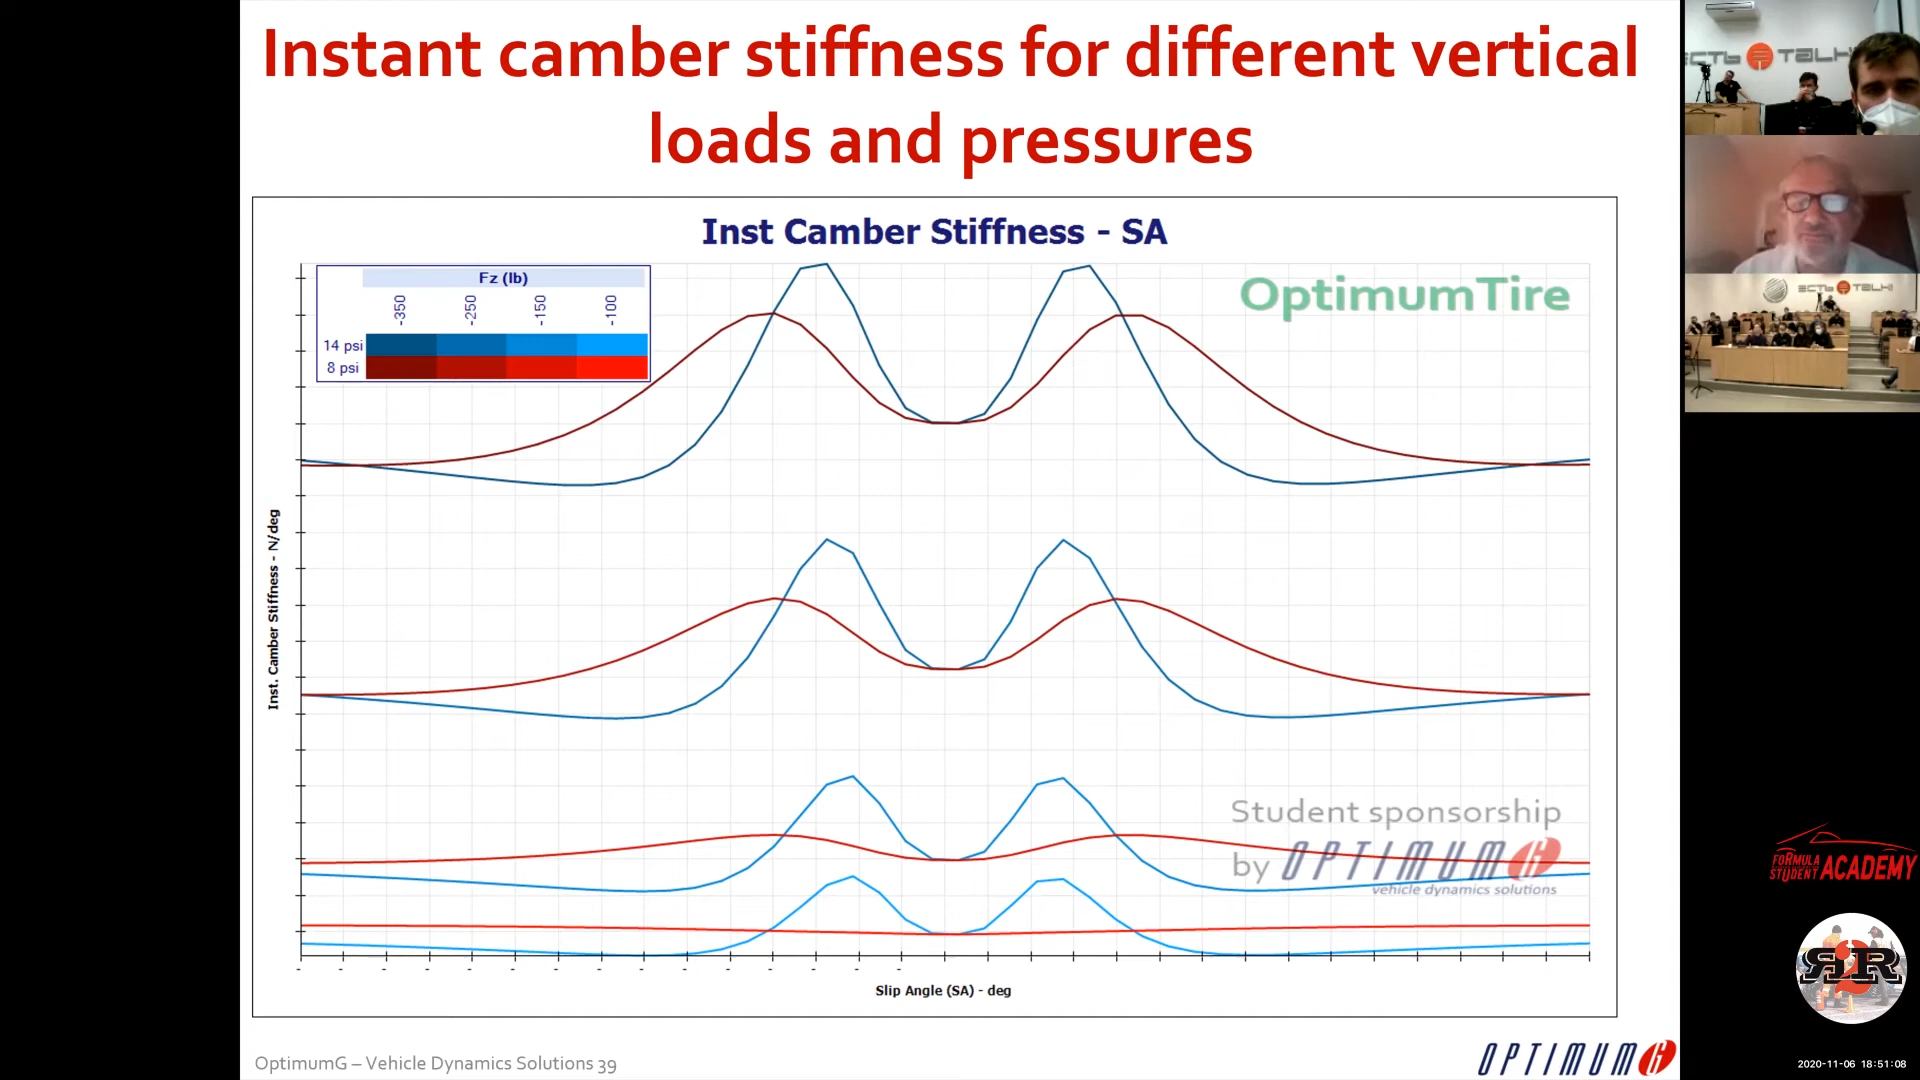 Instant camber stiffness for different vertical
loads and pressures
Inst Camber Stiffness - SA
Fz (lb)
-350 -250 -150 -100
14 psi
8 psi
OptimumTire
Inst. Camber Stiffness - N/deg
Student sponsorship
by OPTIMUM G
vehicle dynamics solutions
Slip Angle (SA) - deg
OptimumG – Vehicle Dynamics Solutions 39
OPTIMUM G
ECTЬ TALK!
FORMULA
STUDENT ACADEMY
2020-11-06 18:51:08